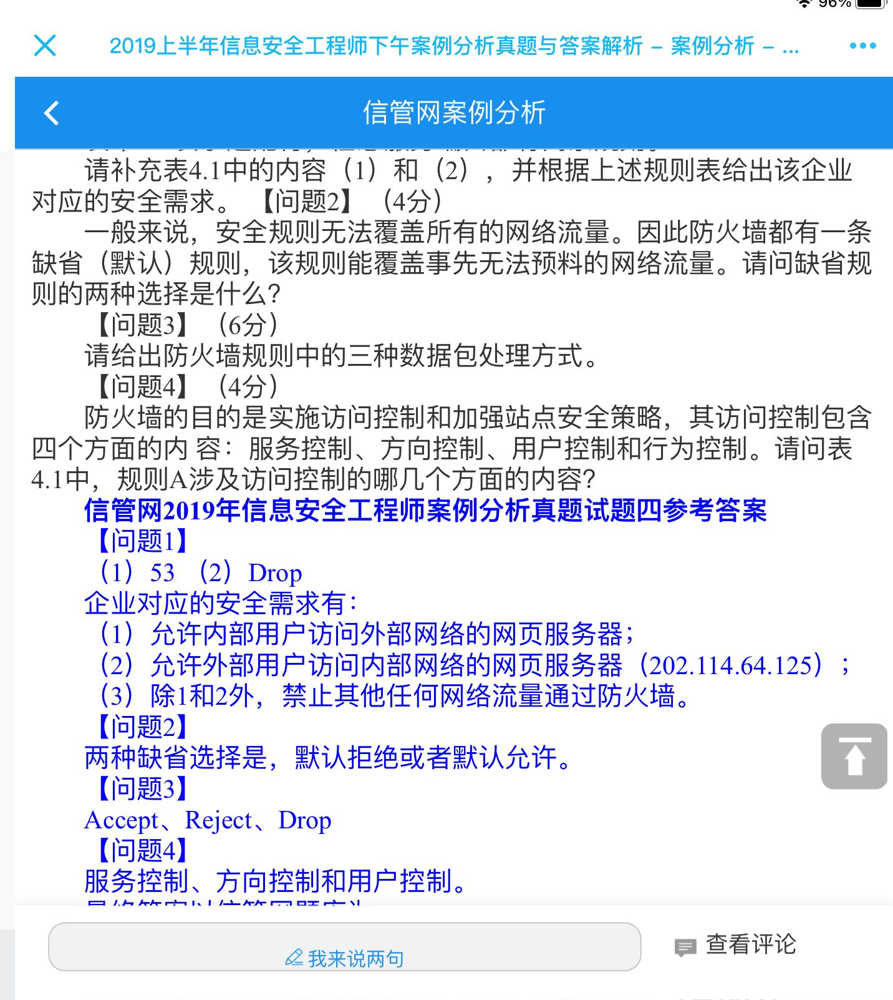 96%
2019上半年信息安全工程师下午案例分析真题与答案解析 – 案例分析 – ...
信管网案例分析
请补充表4.1中的内容（1）和（2），并根据上述规则表给出该企业
对应的安全需求。 【问题2】（4分）
一般来说，安全规则无法覆盖所有的网络流量。因此防火墙都有一条
缺省（默认）规则，该规则能覆盖事先无法预料的网络流量。请问缺省规
则的两种选择是什么？
【问题3】（6分）
请给出防火墙规则中的三种数据包处理方式。
【问题4】（4分）
防火墙的目的是实施访问控制和加强站点安全策略，其访问控制包含
四个方面的内 容：服务控制、方向控制、用户控制和行为控制。请问表
4.1中，规则A涉及访问控制的哪几个方面的内容？
信管网2019年信息安全工程师案例分析真题试题四参考答案
【问题1】
（1）53 （2）Drop
企业对应的安全需求有：
（1）允许内部用户访问外部网络的网页服务器；
（2）允许外部用户访问内部网络的网页服务器（202.114.64.125）；
（3）除1和2外，禁止其他任何网络流量通过防火墙。
【问题2】
两种缺省选择是，默认拒绝或者默认允许。
【问题3】
Accept、Reject、Drop
【问题4】
服务控制、方向控制和用户控制。
我来说两句
查看评论